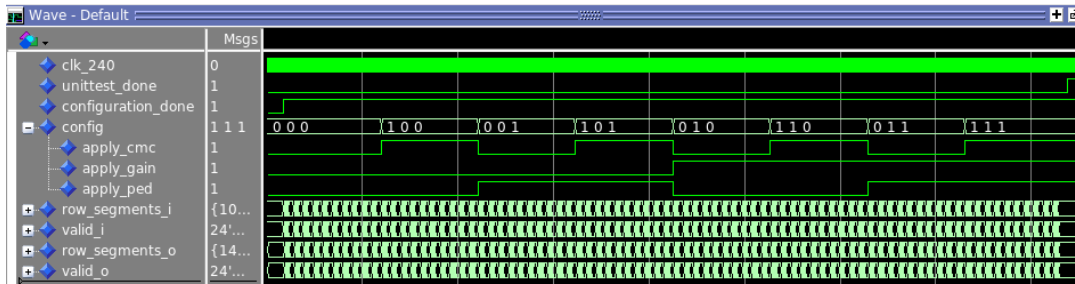 Wave - Default
Msgs
clk_240 0
unittest_done 1
configuration_done 1
config 1 1 1 0 0 0 1 0 0 0 0 1 1 0 1 0 1 0 1 1 0 0 1 1 1 1 1
apply_cmc 1
apply_gain 1
apply_ped 1
row_segments_i {10...
valid_i 24'...
row_segments_o {14...
valid_o 24'...